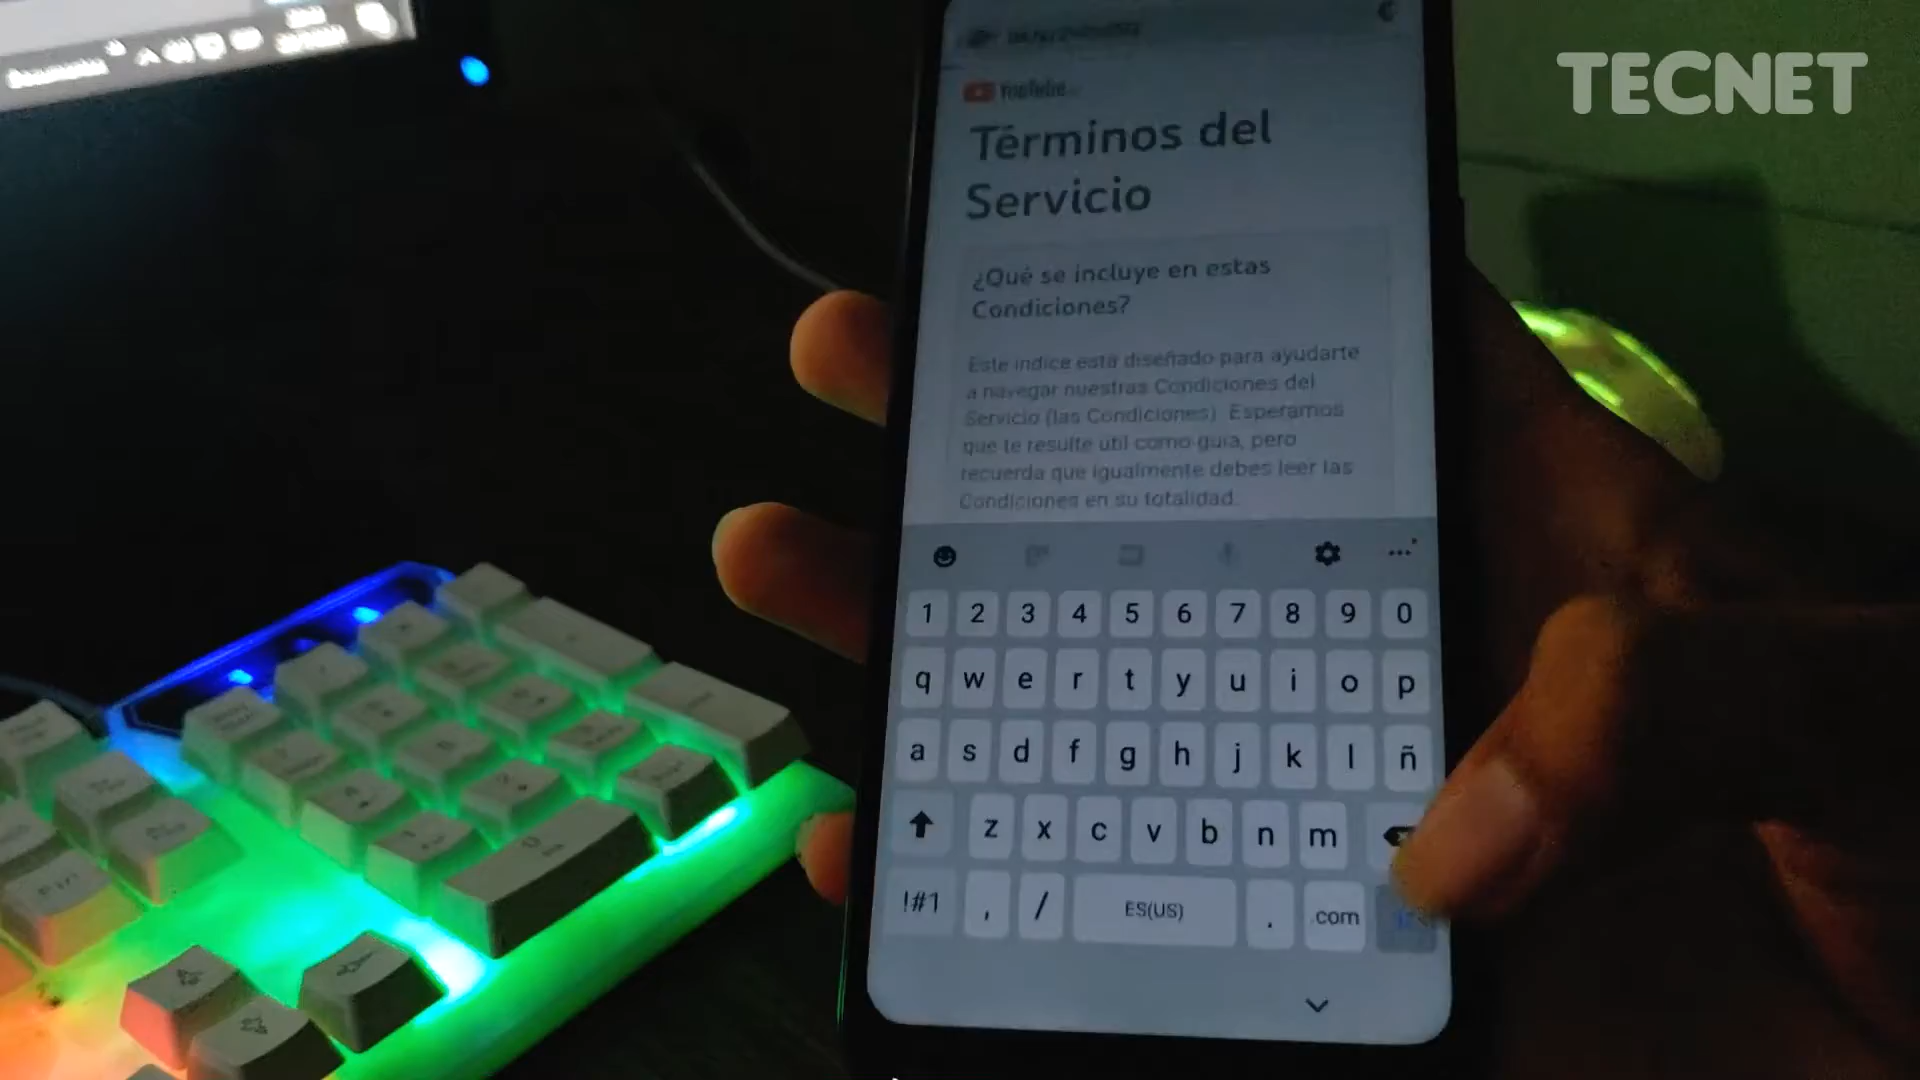 TECNET
YouTube
Términos del
Servicio
¿Qué se incluye en estas
Condiciones?
Este índice está diseñado para ayudarte
a navegar nuestras Condiciones del
Servicio (las Condiciones). Esperamos
que te resulte útil como guía, pero
recuerda que igualmente debes leer las
Condiciones en su totalidad.
1 2 3 4 5 6 7 8 9 0
q w e r t y u i o p
a s d f g h j k l ñ
z x c v b n m
!#1 , / ES(US) . .com